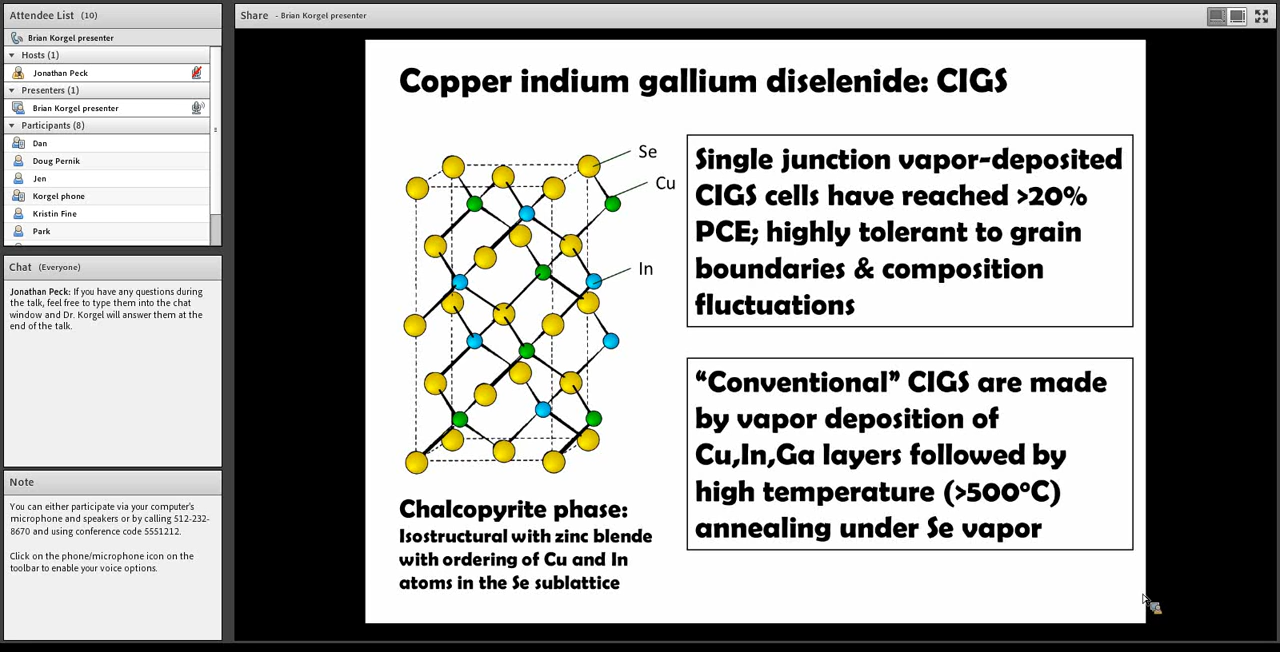 Attendee List (10)
Brian Korgel presenter
Hosts (1)
Jonathan Peck
Presenters (1)
Brian Korgel presenter
Participants (8)
Dan
Doug Pernik
Jen
Korgel phone
Kristin Fine
Park
Chat (Everyone)
Jonathan Peck: If you have any questions during
the talk, feel free to type them into the chat
window and Dr. Korgel will answer them at the
end of the talk.
Note
You can either participate via your computer's
microphone and speakers or by calling 512-232-
8670 and using conference code 5551212.
Click on the phone/microphone icon on the
toolbar to enable your voice options.
Share - Brian Korgel presenter
Copper indium gallium diselenide: CIGS
Se
Cu
In
Chalcopyrite phase:
Isostructural with zinc blende
with ordering of Cu and In
atoms in the Se sublattice
Single junction vapor-deposited
CIGS cells have reached >20%
PCE; highly tolerant to grain
boundaries & composition
fluctuations
“Conventional” CIGS are made
by vapor deposition of
Cu,In,Ga layers followed by
high temperature (>500°C)
annealing under Se vapor